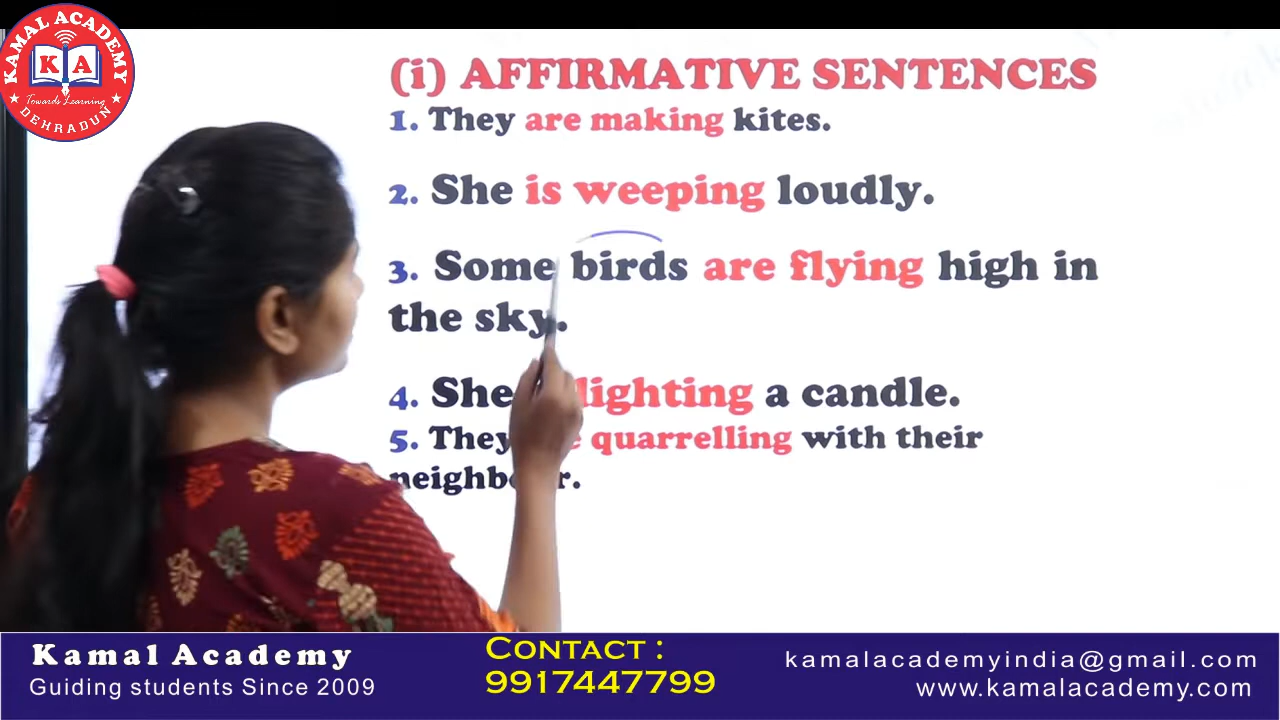 KAMAL ACADEMY
K A
Towards Learning
DEHRADUN
(i) AFFIRMATIVE SENTENCES
1. They are making kites.
2. She is weeping loudly.
3. Some birds are flying high in
the sky.
4. She lighting a candle.
5. They quarrelling with their
Kamal Academy
Guiding students Since 2009
CONTACT :
9917447799
kamalacademyindia@gmail.com
www.kamalacademy.com